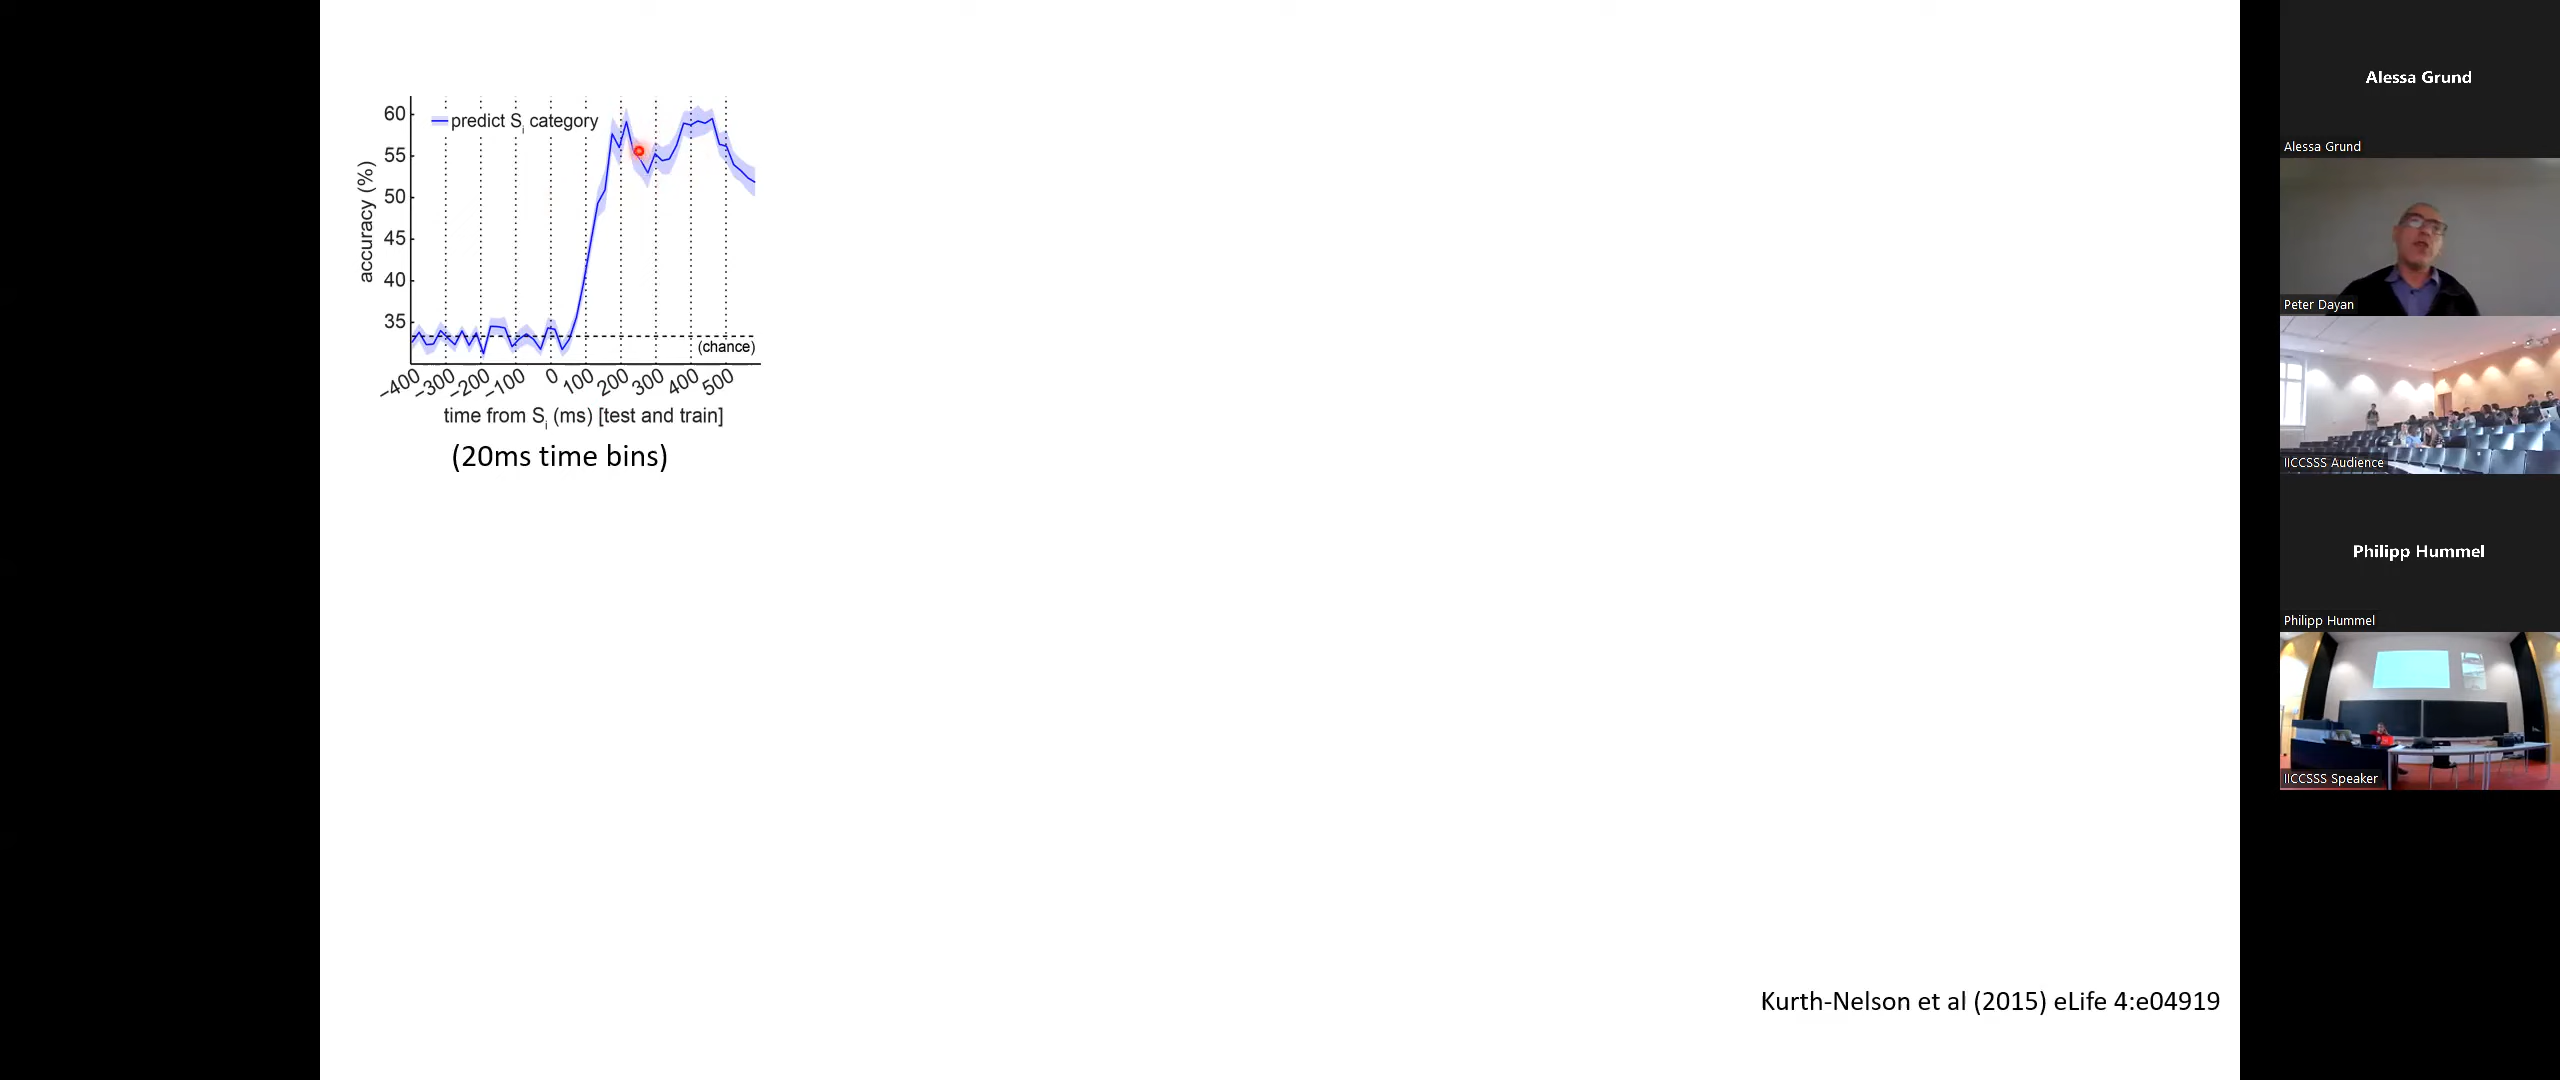 60
55
50
45
40
35
accuracy (%)
predict Si category
(chance)
−400 −300 −200 −100 0 100 200 300 400 500
time from Si (ms) [test and train]
(20ms time bins)
Kurth-Nelson et al (2015) eLife 4:e04919
Alessa Grund
Alessa Grund
Peter Dayan
IICCSSS Audience
Philipp Hummel
Philipp Hummel
IICCSSS Speaker